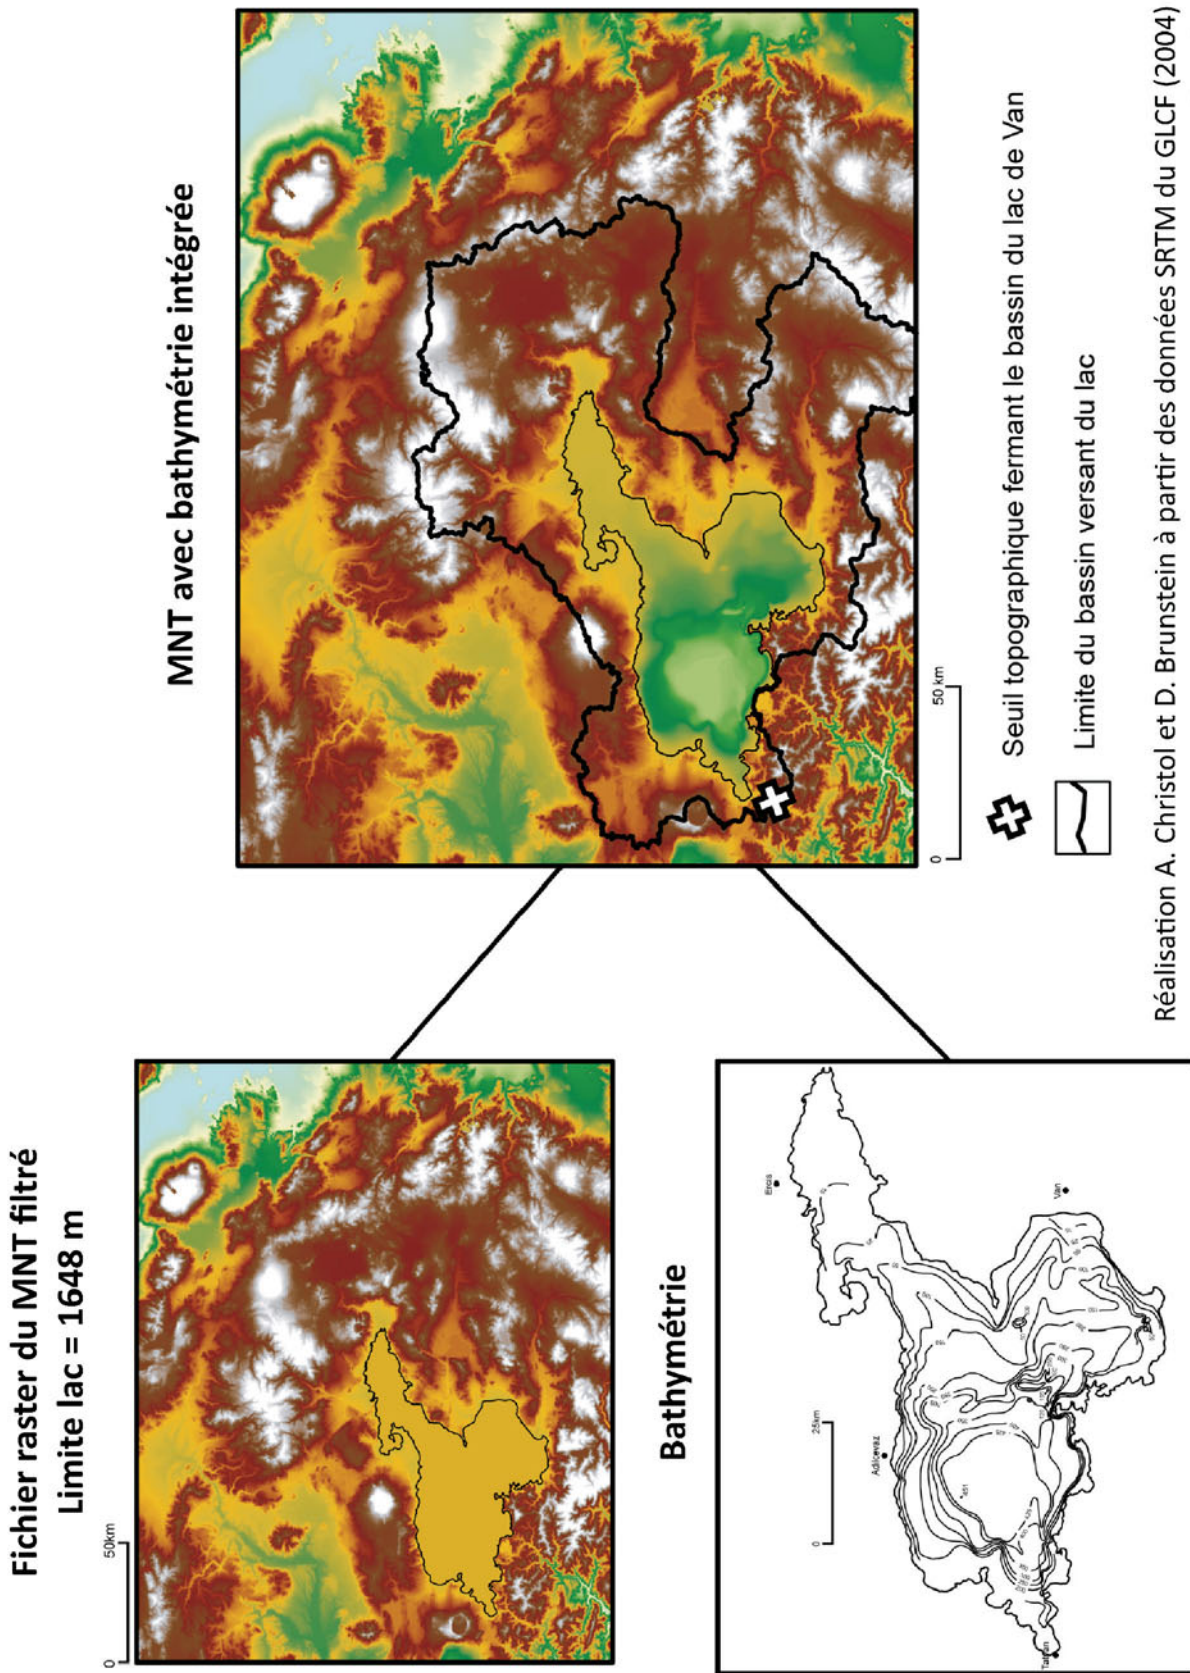 Fichier raster du MNT filtré
Limite lac = 1648 m
0
50km
Bathymétrie
0
25km
Ercis
Adilcevaz
Van
Tatvan
451
MNT avec bathymétrie intégrée
0
50 km
Seuil topographique fermant le bassin du lac de Van
Limite du bassin versant du lac
Réalisation A. Christol et D. Brunstein à partir des données SRTM du GLCF (2004)